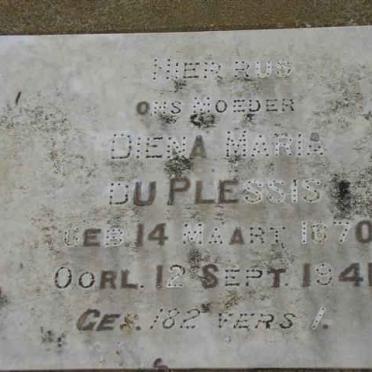 HIER RUS
ONS MOEDER
DIENA MARIA
DU PLESSIS
GEB 14 MAART 1870
OORL. 12 SEPT. 1941
GES. 182 VERS 1.